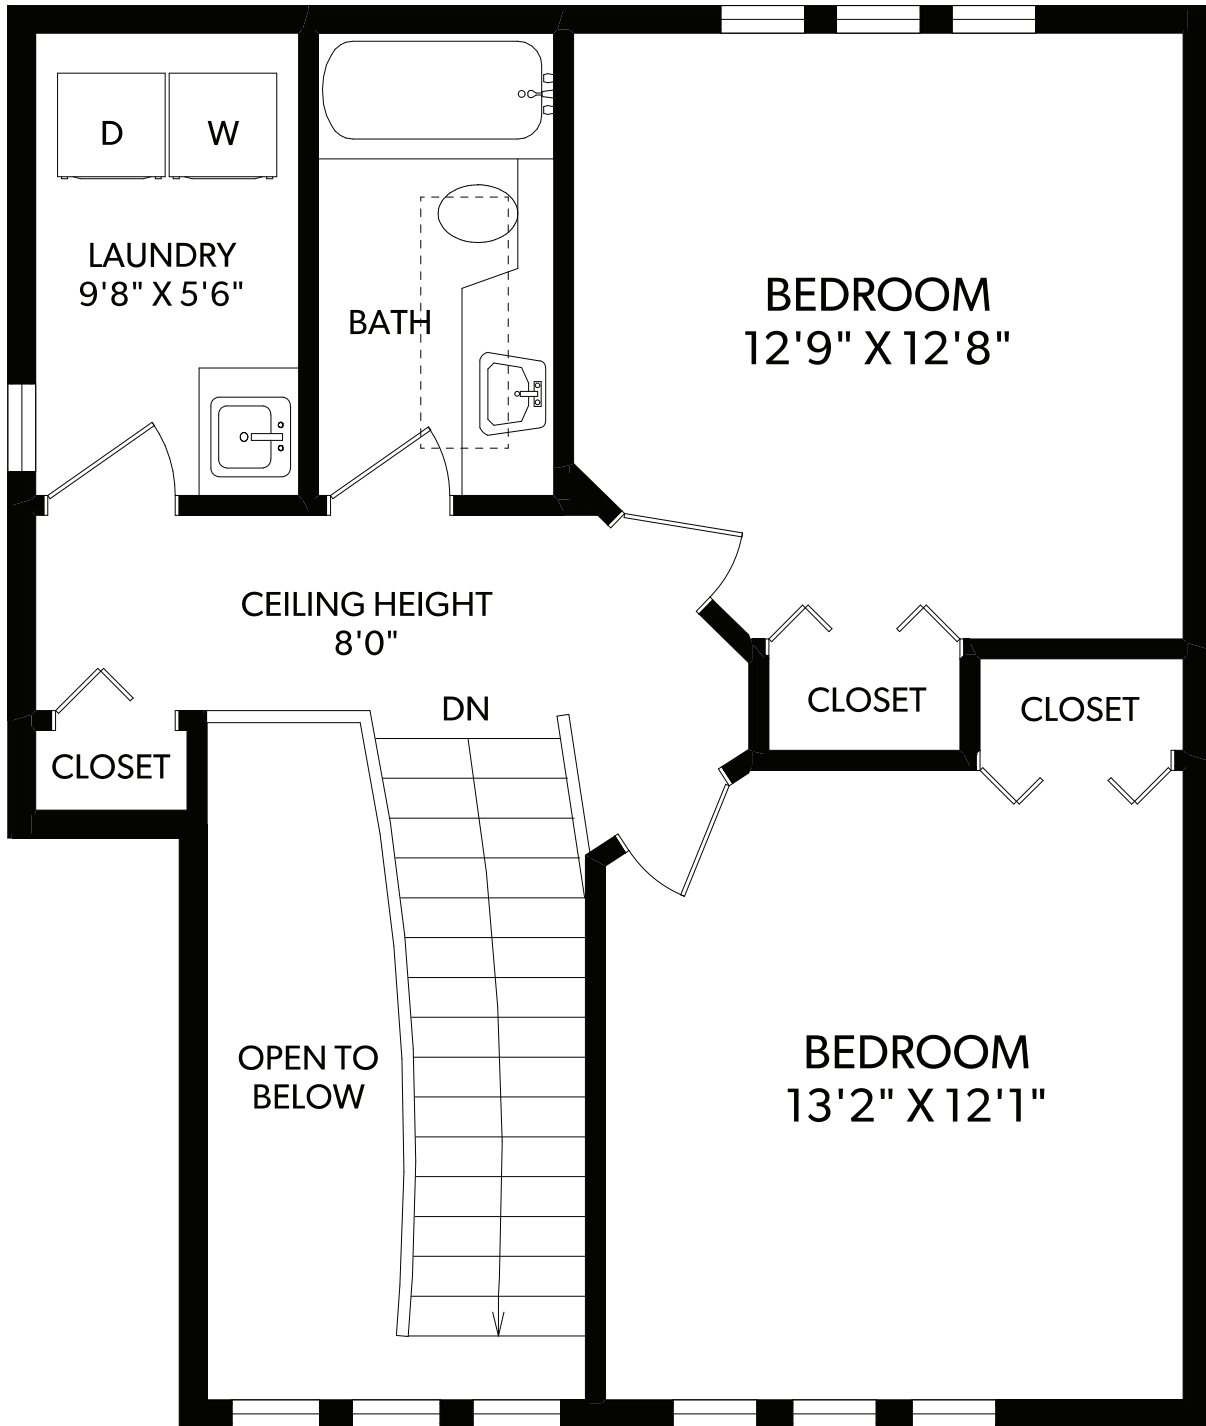 D
W
LAUNDRY
9'8" X 5'6"
BATH
BEDROOM
12'9" X 12'8"
CEILING HEIGHT
8'0"
DN
CLOSET
CLOSET
CLOSET
OPEN TO
BELOW
BEDROOM
13'2" X 12'1"